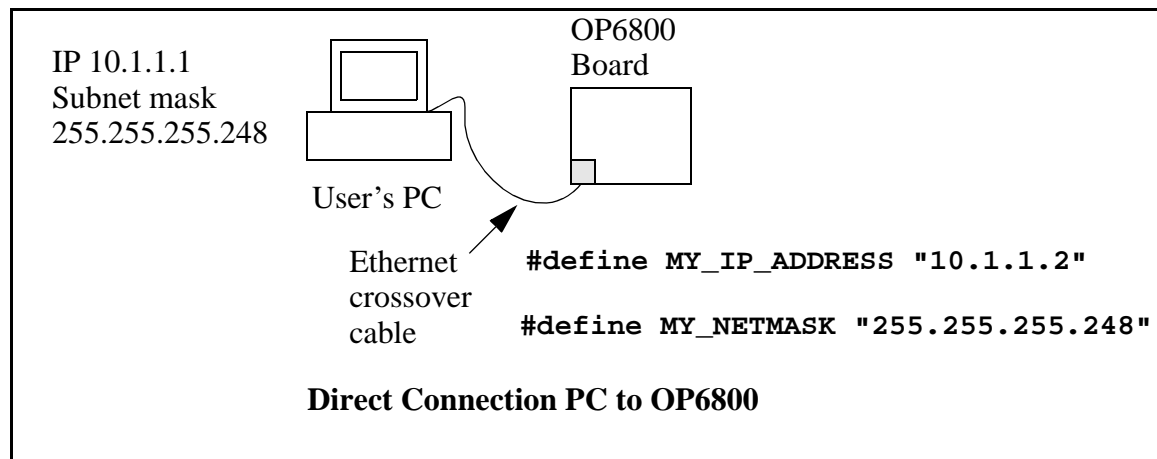 IP 10.1.1.1
Subnet mask
255.255.255.248
OP6800
Board
User's PC
Ethernet
crossover
cable
#define MY_IP_ADDRESS "10.1.1.2"
#define MY_NETMASK "255.255.255.248"
Direct Connection PC to OP6800